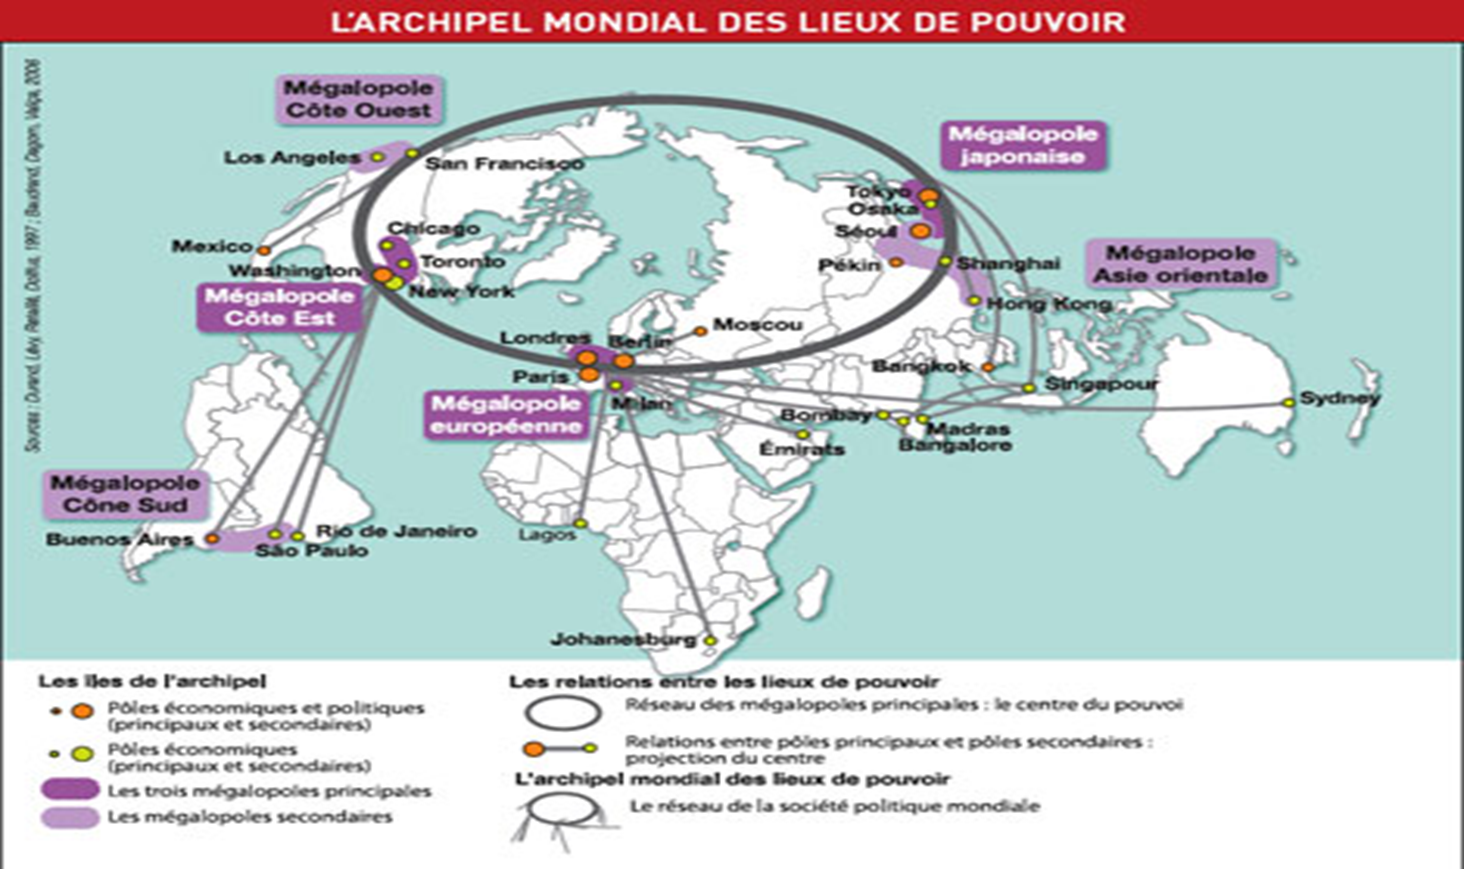 L'ARCHIPEL MONDIAL DES LIEUX DE POUVOIR
Mégalopole
Côte Ouest
Los Angeles
San Francisco
Mégalopole
japonaise
Tokyo
Osaka
Séoul
Pékin
Shanghai
Hong Kong
Mégalopole
Asie orientale
Mexico
Chicago
Toronto
Washington
New York
Mégalopole
Côte Est
Londres
Berlin
Moscou
Paris
Milan
Mégalopole
européenne
Bangkok
Singapour
Sydney
Bombay
Madras
Bangalore
Émirats
Mégalopole
Cône Sud
Buenos Aires
São Paulo
Rio de Janeiro
Lagos
Johanesburg
Sources : Durand, Lévy, Retaillé, 1997 ; 2006
Les îles de l'archipel
Pôles économiques et politiques
(principaux et secondaires)
Pôles économiques
(principaux et secondaires)
Les trois mégalopoles principales
Les mégalopoles secondaires
Les relations entre les lieux de pouvoir
Réseau des mégalopoles principales : le centre du pouvoi
Relations entre pôles principaux et pôles secondaires :
projection du centre
L'archipel mondial des lieux de pouvoir
Le réseau de la société politique mondiale